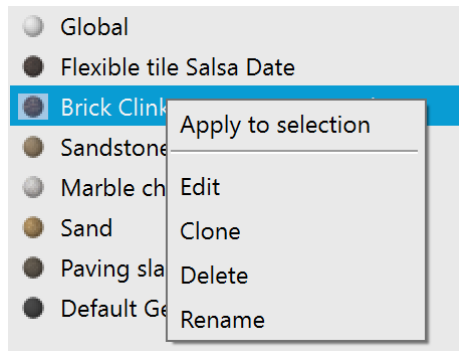 Global
Flexible tile Salsa Date
Brick Clink
Apply to selection
Sandstone
Marble ch
Edit
Sand
Clone
Paving sla
Delete
Default Ge
Rename